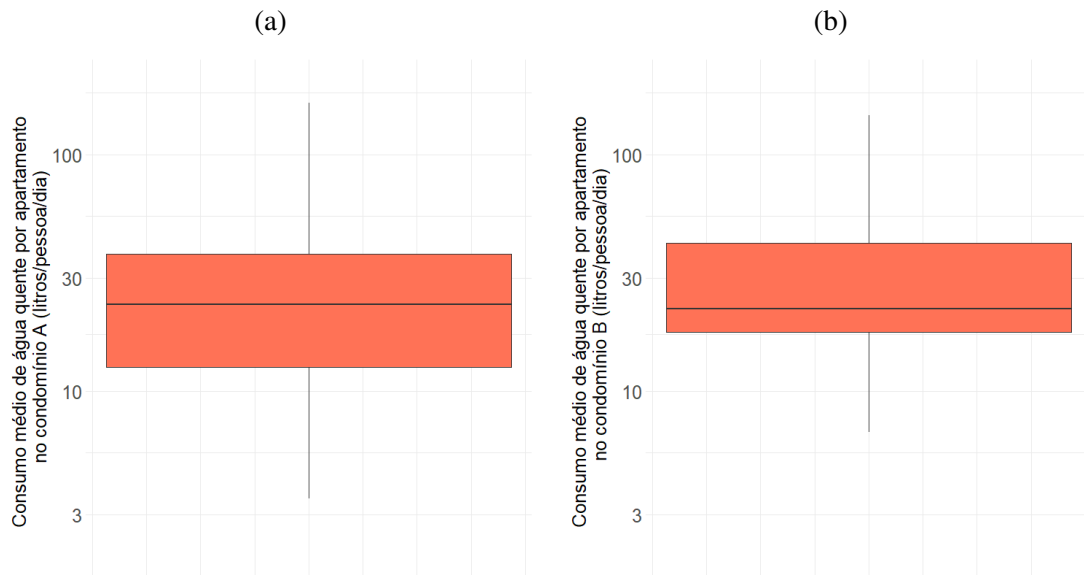 (a)
Consumo médio de água quente por apartamento
no condomínio A (litros/pessoa/dia)
100
30
10
3
(b)
Consumo médio de água quente por apartamento
no condomínio B (litros/pessoa/dia)
100
30
10
3